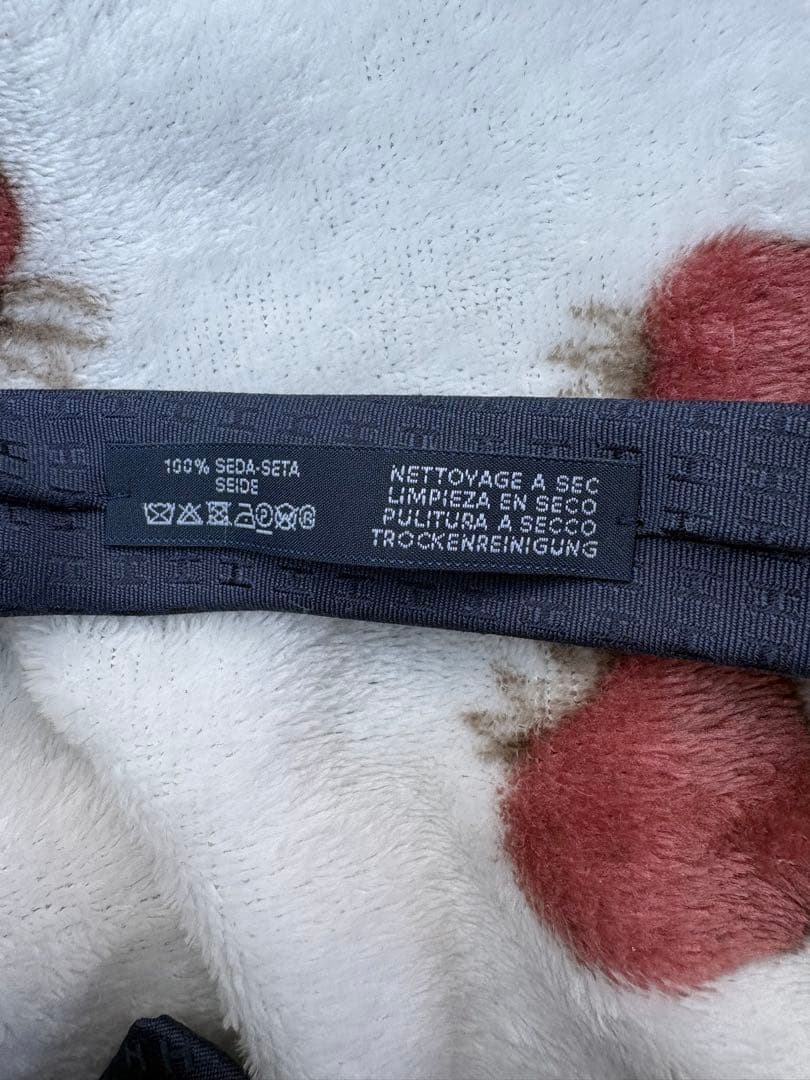 100% SEDA-SETA
SEIDE
NETTOYAGE A SEC
LIMPIEZA EN SECO
PULITURA A SECCO
TROCKENREINIGUNG